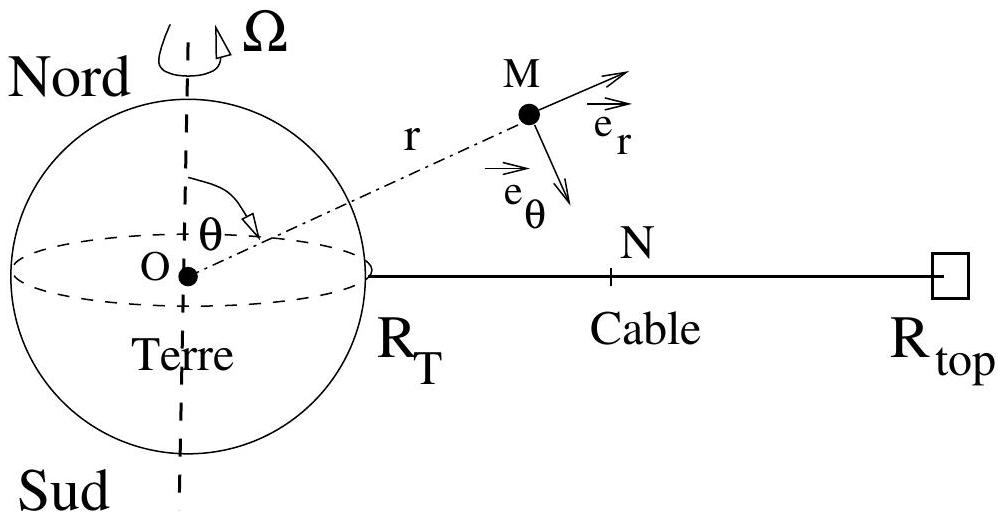 Ω
Nord
M
r
e_r
e_θ
θ
O
N
Terre
R_T
Cable
R_top
Sud